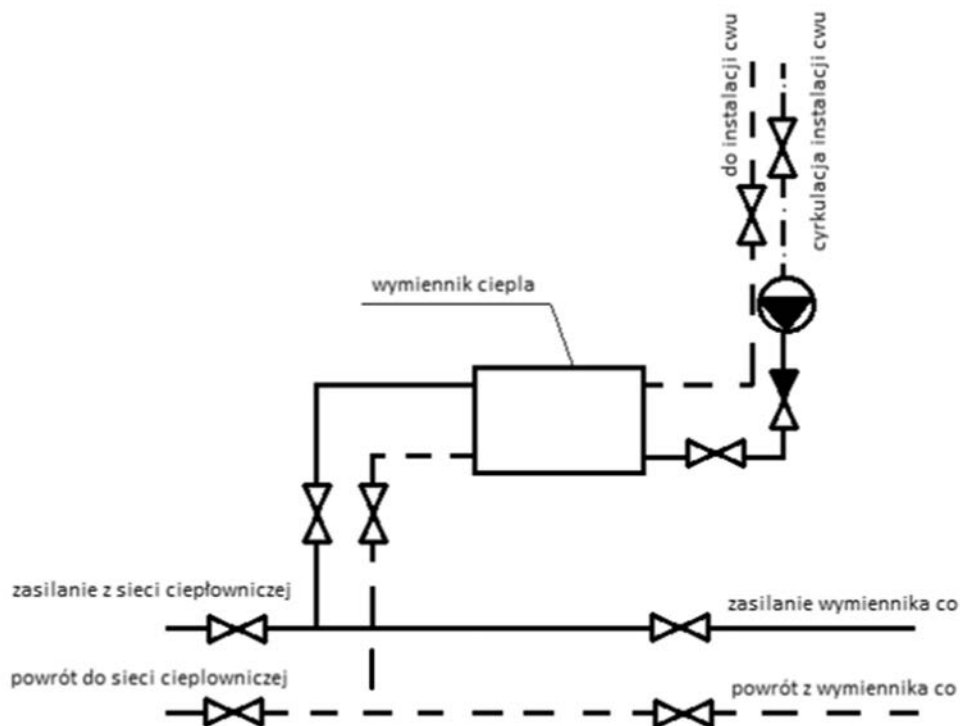 do instalacji cwu
cyrkulacja instalacji cwu
wymiennik ciepla
zasilanie z sieci ciepłowniczej
zasilanie wymiennika co
powrót do sieci cieplowniczej
powrót z wymiennika co